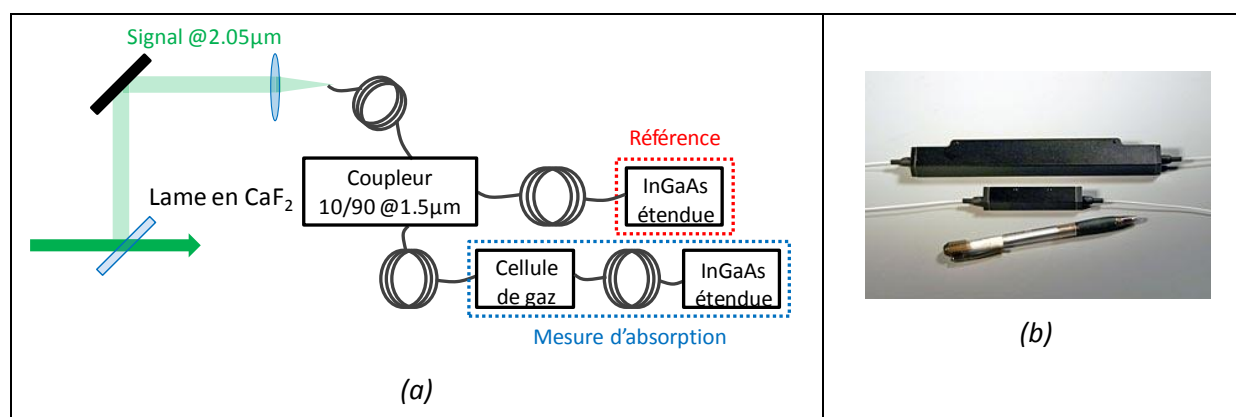 Signal @2.05µm
Référence
Coupleur
10/90 @1.5µm
InGaAs
étendue
Lame en CaF₂
Cellule
de gaz
InGaAs
étendue
Mesure d'absorption
(a)
(b)